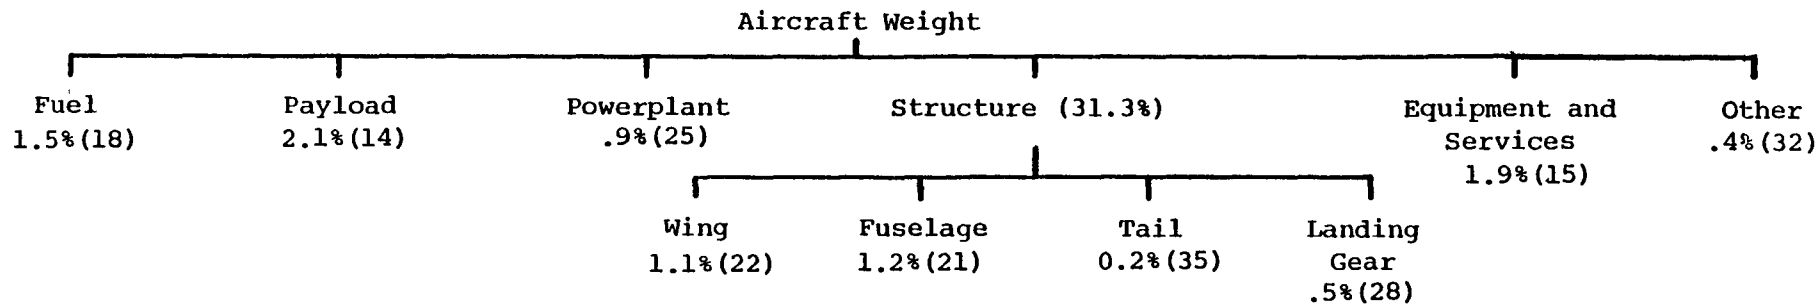 Aircraft Weight
Fuel
1.5%(18)
Payload
2.1%(14)
Powerplant
.9%(25)
Structure (31.3%)
Equipment and
Services
1.9%(15)
Other
.4%(32)
Wing
1.1%(22)
Fuselage
1.2%(21)
Tail
0.2%(35)
Landing
Gear
.5%(28)